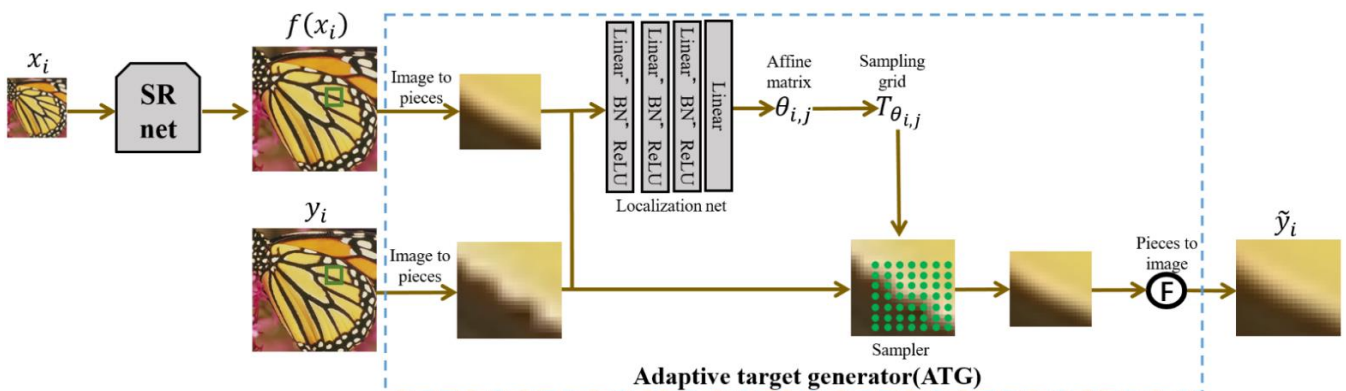 x_i
SR
net
f(x_i)
Image to
pieces
Linear, BN, ReLU
Linear, BN, ReLU
Linear, BN, ReLU
Linear
Localization net
Affine
matrix
θ_{i,j}
Sampling
grid
T_{θ_{i,j}}
y_i
Image to
pieces
Sampler
Pieces to
image
F
ỹ_i
Adaptive target generator(ATG)